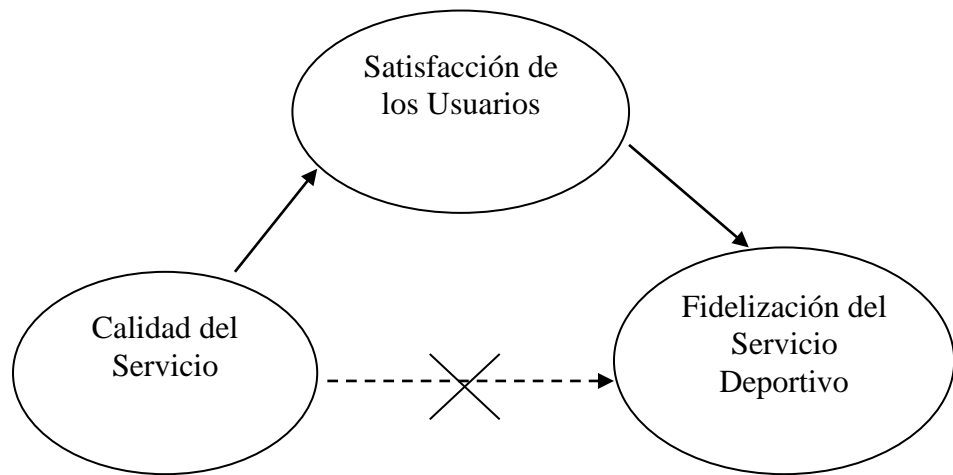 Satisfacción de
los Usuarios
Calidad del
Servicio
Fidelización del
Servicio
Deportivo